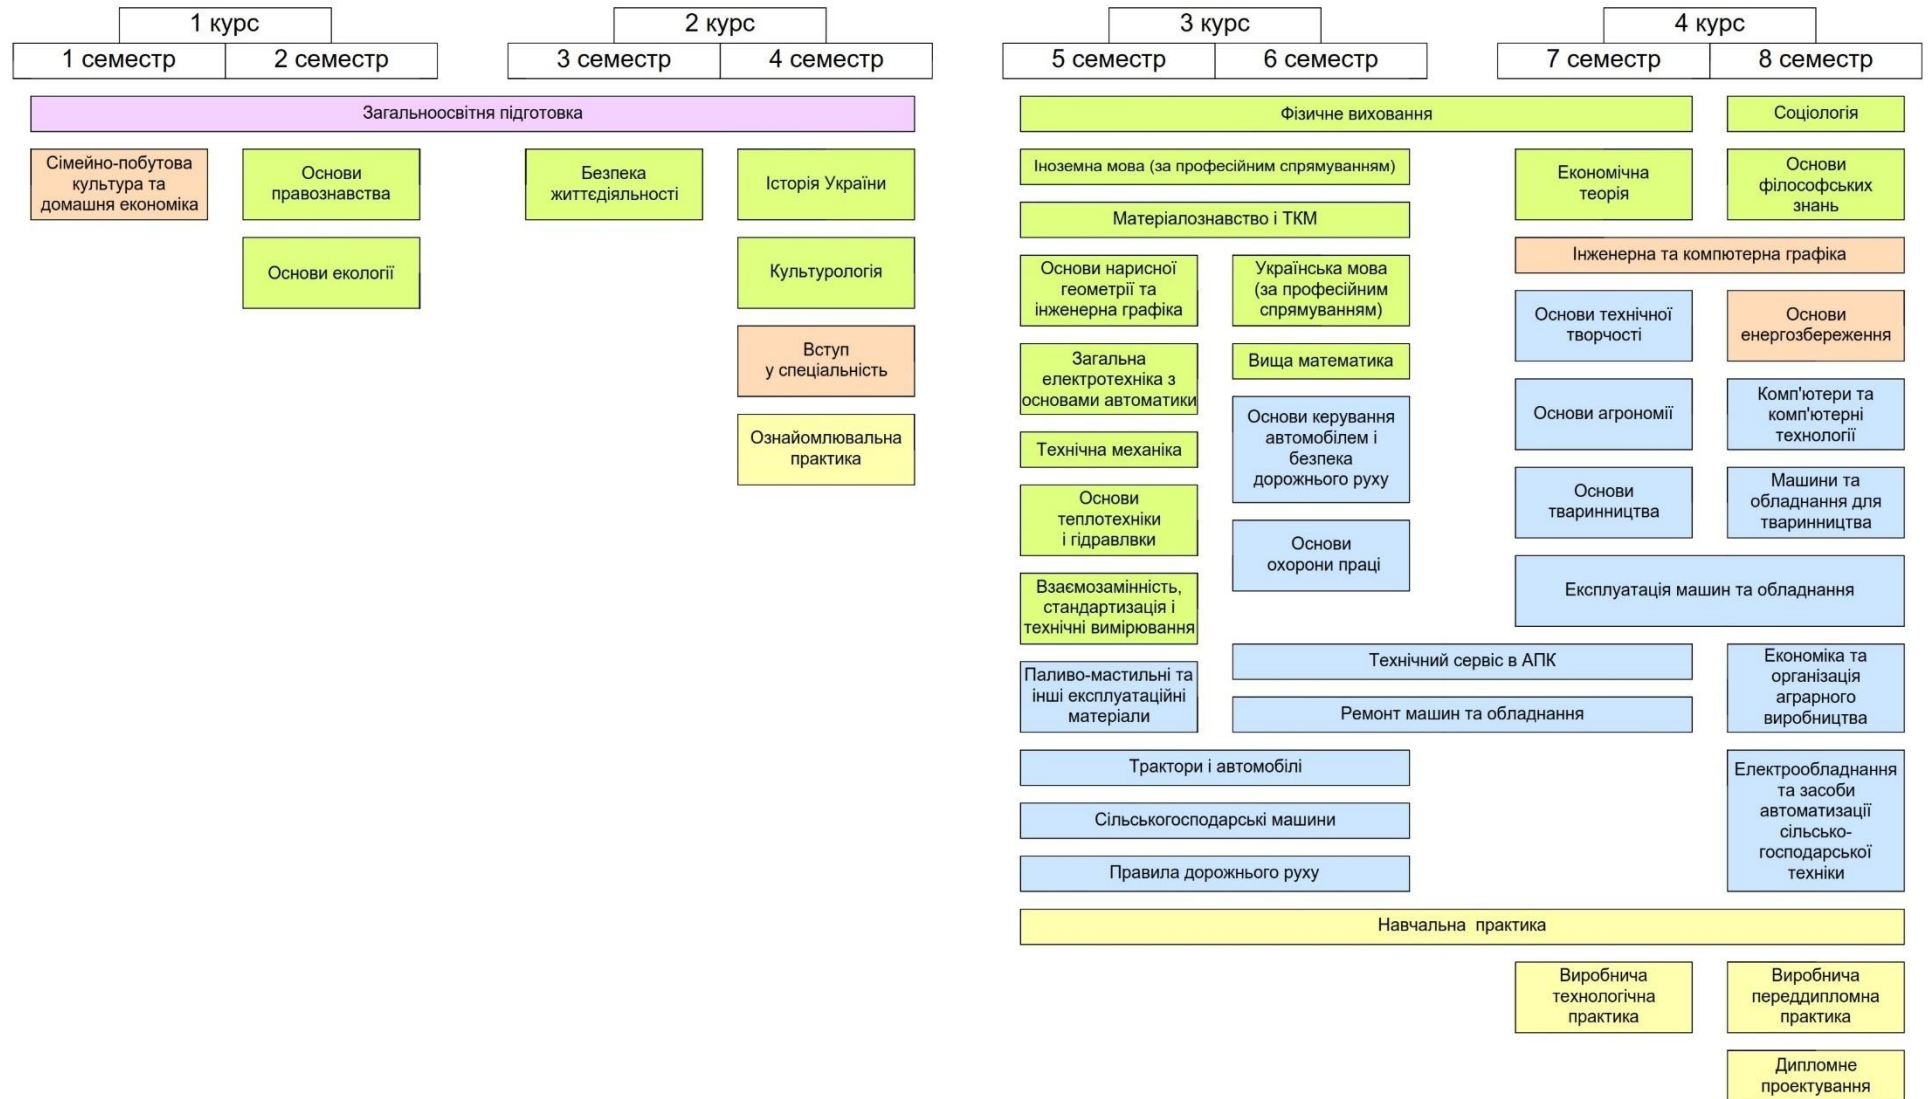 1 курс
2 курс
3 курс
4 курс
1 семестр
2 семестр
3 семестр
4 семестр
5 семестр
6 семестр
7 семестр
8 семестр
Загальноосвітня підготовка
Сімейно-побутова
культура та
домашня економіка
Основи
правознавства
Основи екології
Безпека
життєдіяльності
Історія України
Культурологія
Вступ
у спеціальність
Ознайомлювальна
практика
Фізичне виховання
Соціологія
Іноземна мова (за професійним спрямуванням)
Матеріалознавство і ТКМ
Основи нарисної
геометрії та
інженерна графіка
Загальна
електротехніка з
основами автоматики
Технічна механіка
Основи
теплотехніки
і гідравлвки
Взаємозамінність,
стандартизація і
технічні вимірювання
Паливо-мастильні та
інші експлуатаційні
матеріали
Українська мова
(за професійним
спрямуванням)
Вища математика
Основи керування
автомобілем і
безпека
дорожнього руху
Основи
охорони праці
Технічний сервіс в АПК
Ремонт машин та обладнання
Трактори і автомобілі
Сільськогосподарські машини
Правила дорожнього руху
Економічна
теорія
Основи
філософських
знань
Інженерна та компютерна графіка
Основи технічної
творчості
Основи
енергозбереження
Основи агрономії
Комп'ютери та
комп'ютерні
технології
Основи
тваринництва
Машини та
обладнання для
тваринництва
Експлуатація машин та обладнання
Економіка та
організація
аграрного
виробництва
Електрообладнання
та засоби
автоматизації
сільсько-
господарської
техніки
Навчальна практика
Виробнича
технологічна
практика
Виробнича
переддипломна
практика
Дипломне
проектування